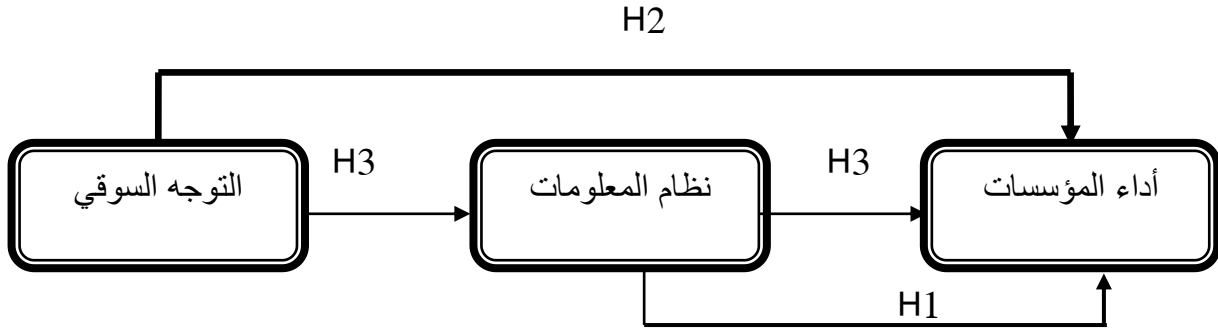 H2
التوجه السوقي
H3
نظام المعلومات
H3
أداء المؤسسات
H1